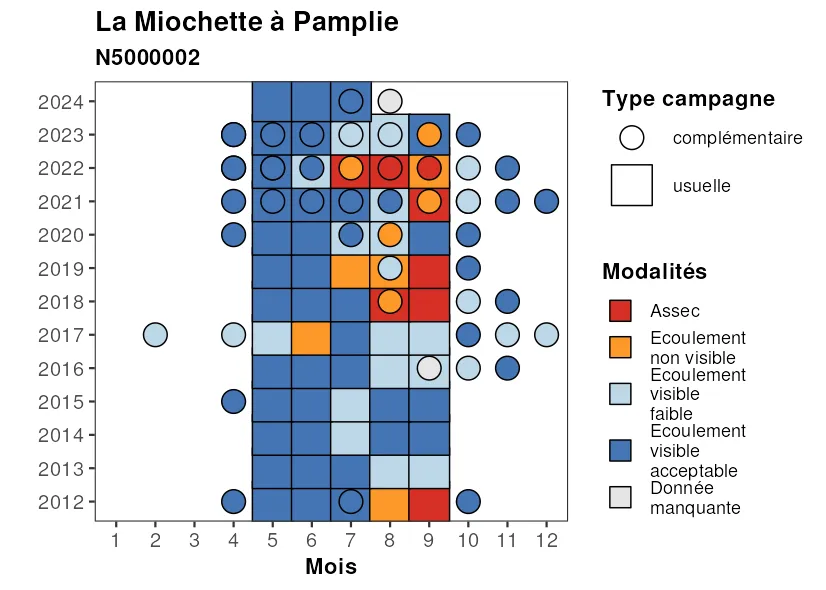 La Miochette à Pamplie
N5000002
2024
2023
2022
2021
2020
2019
2018
2017
2016
2015
2014
2013
2012
1 2 3 4 5 6 7 8 9 10 11 12
Mois
Type campagne
complémentaire
usuelle
Modalités
Assec
Ecoulement
non visible
Ecoulement
visible
faible
Ecoulement
visible
acceptable
Donnée
manquante